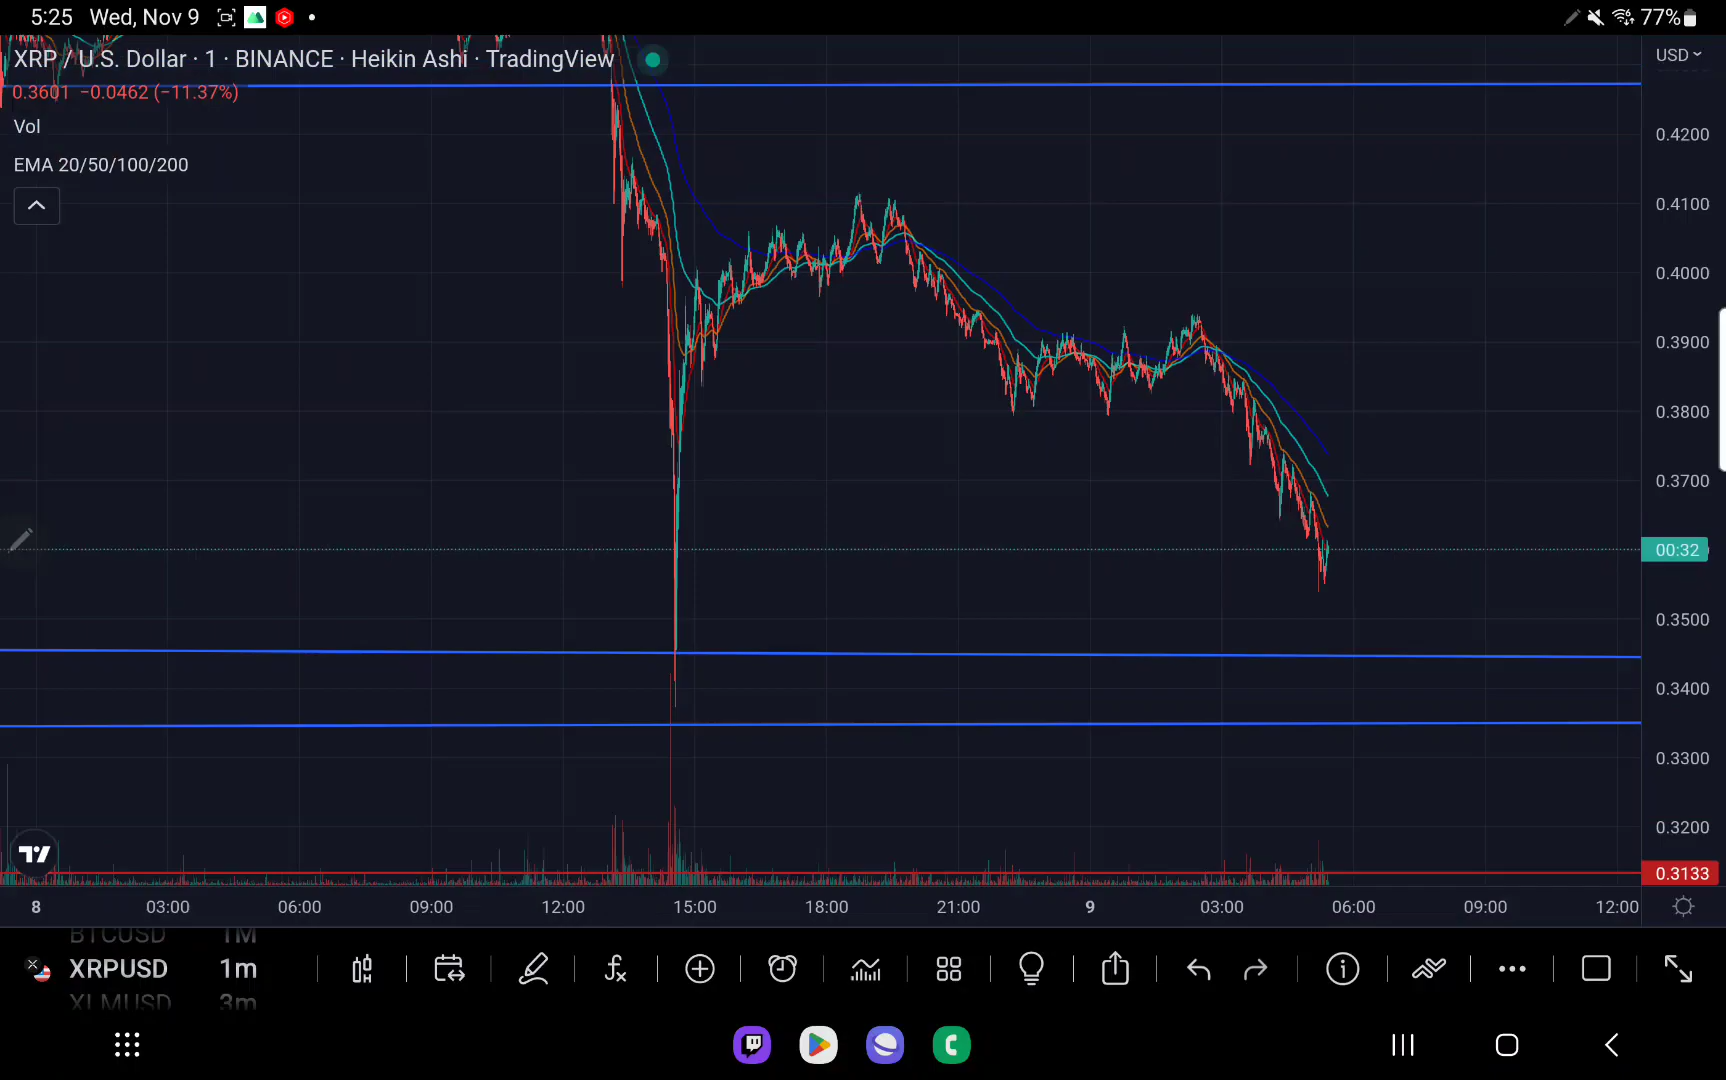 5:25 Wed, Nov 9 77%
XRP / U.S. Dollar · 1 · BINANCE · Heikin Ashi · TradingView
USD
0.3601 −0.0462 (−11.37%)
Vol
EMA 20/50/100/200
0.4200
0.4100
0.4000
0.3900
0.3800
0.3700
00:32
0.3500
0.3400
0.3300
0.3200
0.3133
8 03:00 06:00 09:00 12:00 15:00 18:00 21:00 9 03:00 06:00 09:00 12:00
BTCUSD 1M
XRPUSD 1m
XLMUSD 3m